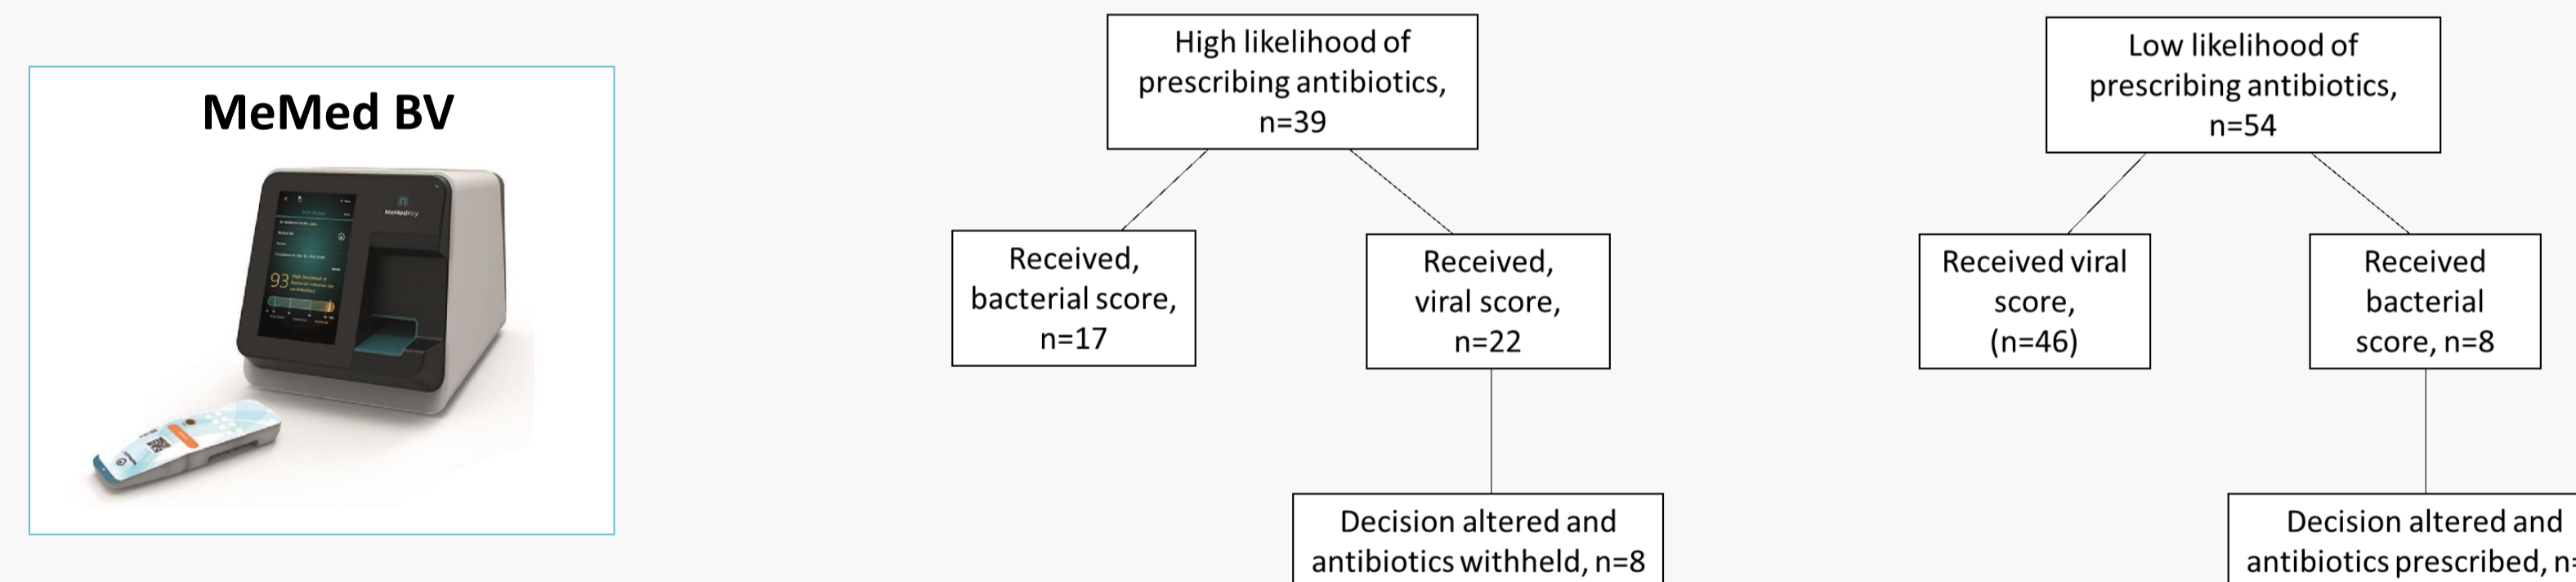 MeMed BV
MeMedKey
93
High likelihood of
prescribing antibiotics,
n=39
Received,
bacterial score,
n=17
Received,
viral score,
n=22
Decision altered and
antibiotics withheld, n=8
Low likelihood of
prescribing antibiotics,
n=54
Received viral
score,
(n=46)
Received
bacterial
score, n=8
Decision altered and
antibiotics prescribed, n=